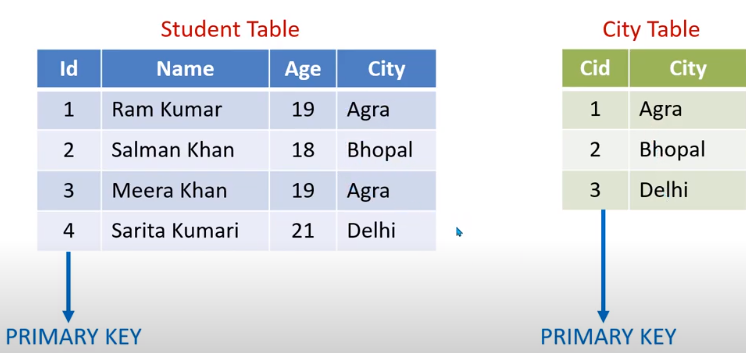 Student Table
Id Name Age City
1 Ram Kumar 19 Agra
2 Salman Khan 18 Bhopal
3 Meera Khan 19 Agra
4 Sarita Kumari 21 Delhi
PRIMARY KEY
City Table
Cid City
1 Agra
2 Bhopal
3 Delhi
PRIMARY KEY